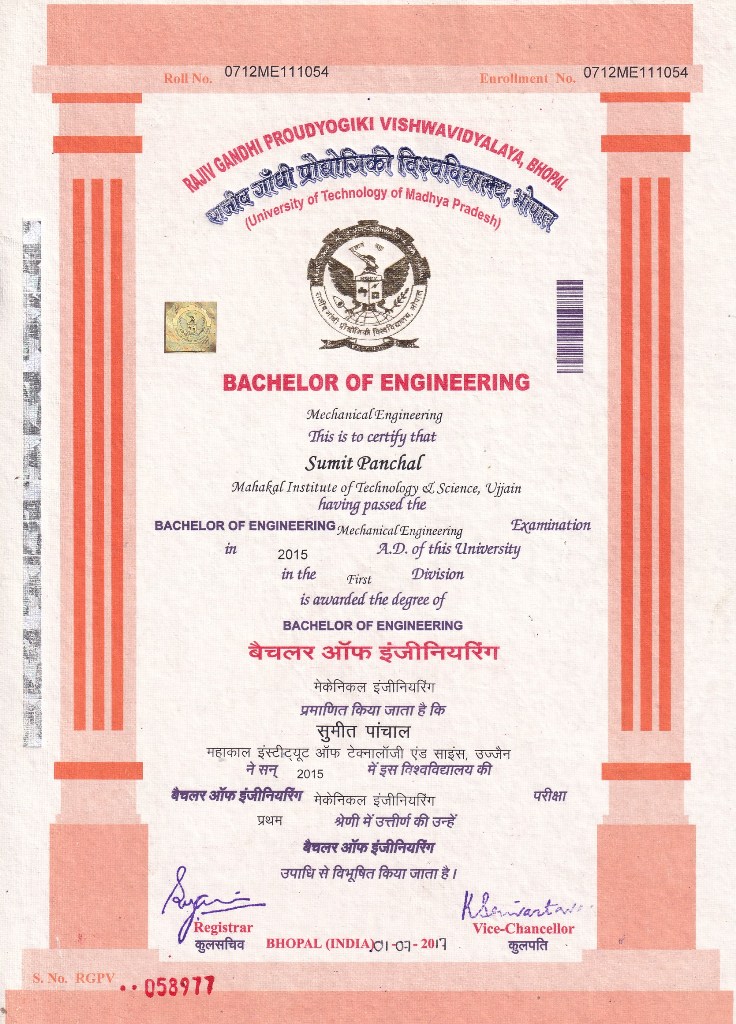 Roll No. 0712ME111054 Enrollment No. 0712ME111054
RAJIV GANDHI PROUDYOGIKI VISHWAVIDYALAYA, BHOPAL
राजीव गाँधी प्रौद्योगिकी विश्वविद्यालय, भोपाल
(University of Technology of Madhya Pradesh)
राजीव गांधी प्रौद्योगिकी विश्वविद्यालय, भोपाल
BACHELOR OF ENGINEERING
Mechanical Engineering
This is to certify that
Sumit Panchal
Mahakal Institute of Technology & Science, Ujjain
having passed the
BACHELOR OF ENGINEERING Mechanical Engineering Examination
in 2015 A.D. of this University
in the First Division
is awarded the degree of
BACHELOR OF ENGINEERING
बैचलर ऑफ इंजीनियरिंग
मेकेनिकल इंजीनियरिंग
प्रमाणित किया जाता है कि
सुमीत पांचाल
महाकाल इंस्टीट्यूट ऑफ टेक्नालॉजी एंड साइंस, उज्जैन
ने सन् 2015 में इस विश्वविद्यालय की
बैचलर ऑफ इंजीनियरिंग मेकेनिकल इंजीनियरिंग परीक्षा
प्रथम श्रेणी में उत्तीर्ण की उन्हें
बैचलर ऑफ इंजीनियरिंग
उपाधि से विभूषित किया जाता है।
Registrar Vice-Chancellor
कुलसचिव BHOPAL (INDIA) 01-07-2017 कुलपति
S. No. RGPV 058977